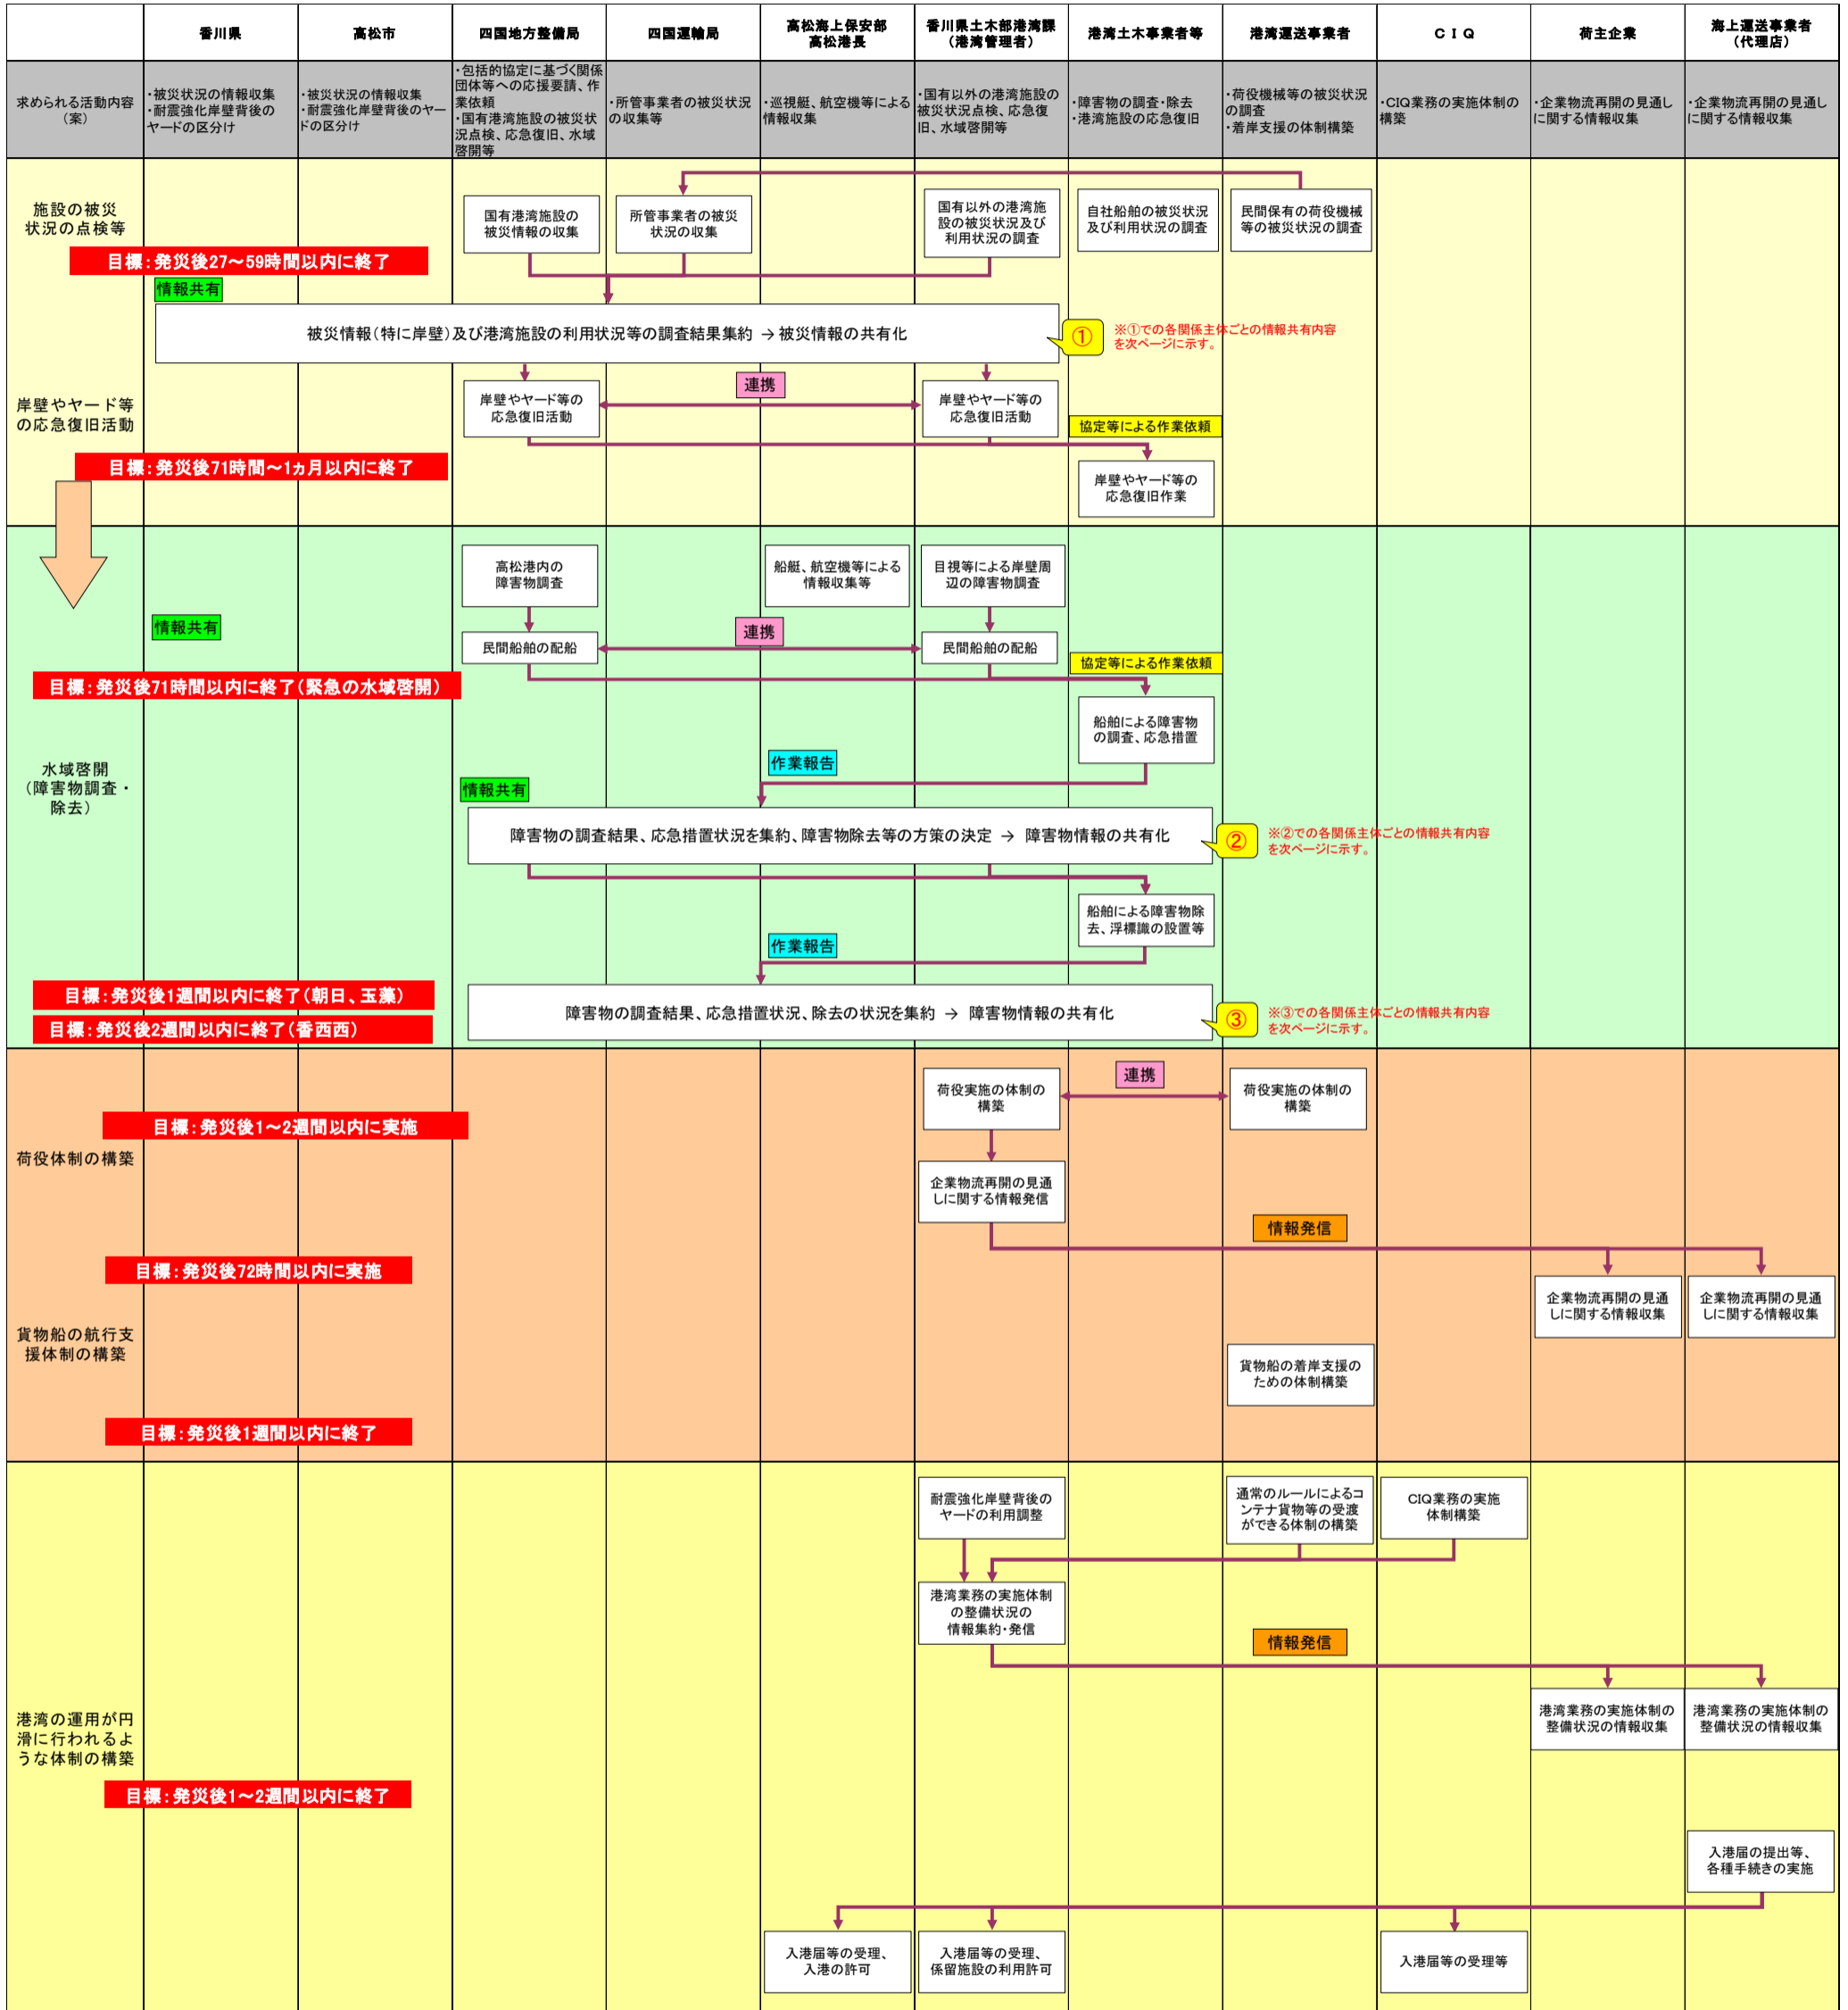 香川県
高松市
四国地方整備局
四国運輸局
高松海上保安部
高松港長
香川県土木部港湾課
（港湾管理者）
港湾土木事業者等
港湾運送事業者
ＣＩＱ
荷主企業
海上運送事業者
（代理店）
求められる活動内容
（案）
・被災状況の情報収集
・耐震強化岸壁背後の
ヤードの区分け
・被災状況の情報収集
・耐震強化岸壁背後のヤー
ドの区分け
・包括的協定に基づく関係
団体等への応援要請、作
業依頼
・国有港湾施設の被災状
況点検、応急復旧、水域
啓開等
・所管事業者の被災状況
の収集等
・巡視艇、航空機等による
情報収集
・国有以外の港湾施設の
被災状況点検、応急復
旧、水域啓開等
・障害物の調査・除去
・港湾施設の応急復旧
・荷役機械等の被災状況
の調査
・着岸支援の体制構築
・CIQ業務の実施体制の
構築
・企業物流再開の見通し
に関する情報収集
・企業物流再開の見通し
に関する情報収集
施設の被災
状況の点検等
国有港湾施設の
被災情報の収集
所管事業者の被災
状況の収集
国有以外の港湾施
設の被災状況及び
利用状況の調査
自社船舶の被災状況
及び利用状況の調査
民間保有の荷役機械
等の被災状況の調査
目標：発災後27～59時間以内に終了
情報共有
被災情報（特に岸壁）及び港湾施設の利用状況等の調査結果集約 → 被災情報の共有化
①
※①での各関係主体ごとの情報共有内容
を次ページに示す。
岸壁やヤード等
の応急復旧活動
岸壁やヤード等の
応急復旧活動
連携
岸壁やヤード等の
応急復旧活動
協定等による作業依頼
目標：発災後71時間～1ヵ月以内に終了
岸壁やヤード等の
応急復旧作業
高松港内の
障害物調査
船艇、航空機等による
情報収集等
目視等による岸壁周
辺の障害物調査
情報共有
民間船舶の配船
連携
民間船舶の配船
協定等による作業依頼
目標：発災後71時間以内に終了（緊急の水域啓開）
船舶による障害物
の調査、応急措置
水域啓開
（障害物調査・
除去）
作業報告
情報共有
障害物の調査結果、応急措置状況を集約、障害物除去等の方策の決定 → 障害物情報の共有化
②
※②での各関係主体ごとの情報共有内容
を次ページに示す。
船舶による障害物除
去、浮標識の設置等
作業報告
目標：発災後1週間以内に終了（朝日、玉藻）
目標：発災後2週間以内に終了（香西西）
障害物の調査結果、応急措置状況、除去の状況を集約 → 障害物情報の共有化
③
※③での各関係主体ごとの情報共有内容
を次ページに示す。
荷役実施の体制の
構築
連携
荷役実施の体制の
構築
目標：発災後1～2週間以内に実施
荷役体制の構築
企業物流再開の見通
しに関する情報発信
情報発信
目標：発災後72時間以内に実施
企業物流再開の見通
しに関する情報収集
企業物流再開の見通
しに関する情報収集
貨物船の航行支
援体制の構築
貨物船の着岸支援の
ための体制構築
目標：発災後1週間以内に終了
耐震強化岸壁背後の
ヤードの利用調整
通常のルールによるコ
ンテナ貨物等の受渡
ができる体制の構築
CIQ業務の実施
体制構築
港湾業務の実施体制
の整備状況の
情報集約・発信
情報発信
港湾業務の実施体制の
整備状況の情報収集
港湾業務の実施体制の
整備状況の情報収集
港湾の運用が円
滑に行われるよ
うな体制の構築
目標：発災後1～2週間以内に終了
入港届の提出等、
各種手続きの実施
入港届等の受理、
入港の許可
入港届等の受理、
係留施設の利用許可
入港届等の受理等